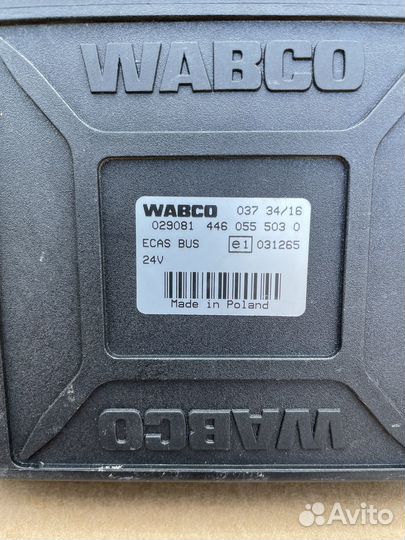 WABCO
WABCO 037 34/16
029081 446 055 503 0
ECAS BUS e1 031265
24V
Made in Poland
WABCO
Avito